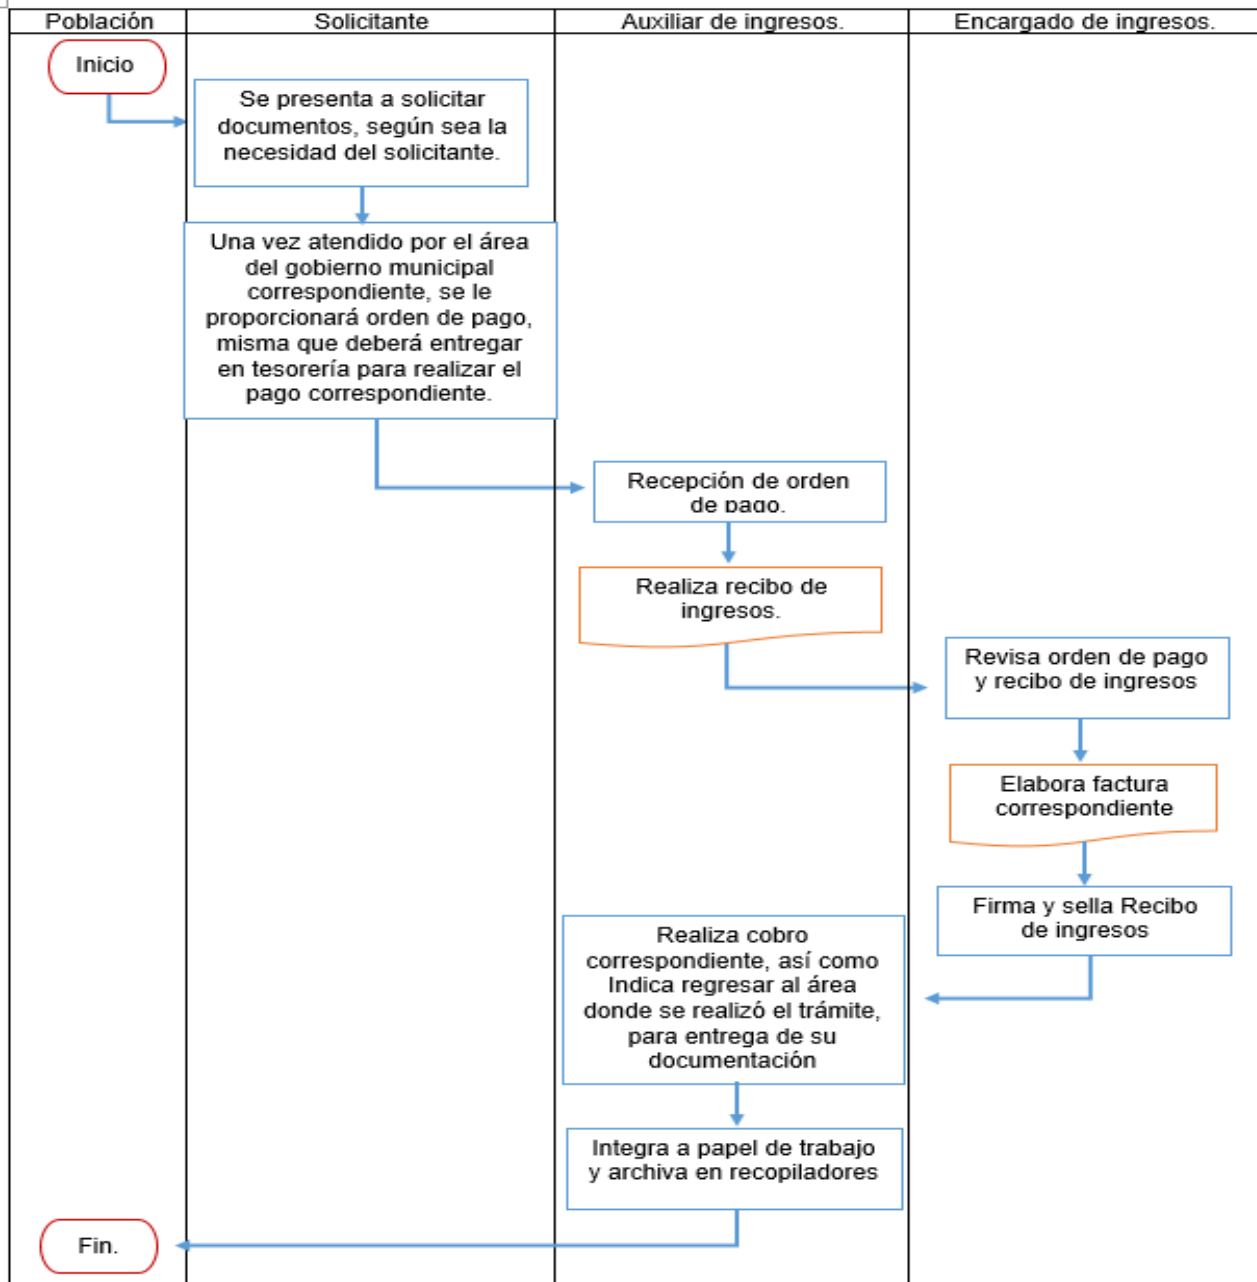 Población
Solicitante
Auxiliar de ingresos.
Encargado de ingresos.
Inicio
Se presenta a solicitar
documentos, según sea la
necesidad del solicitante.
Una vez atendido por el área
del gobierno municipal
correspondiente, se le
proporcionará orden de pago,
misma que deberá entregar
en tesorería para realizar el
pago correspondiente.
Recepción de orden
de pago.
Realiza recibo de
ingresos.
Revisa orden de pago
y recibo de ingresos
Elabora factura
correspondiente
Firma y sella Recibo
de ingresos
Realiza cobro
correspondiente, así como
Indica regresar al área
donde se realizó el trámite,
para entrega de su
documentación
Integra a papel de trabajo
y archiva en recopiladores
Fin.